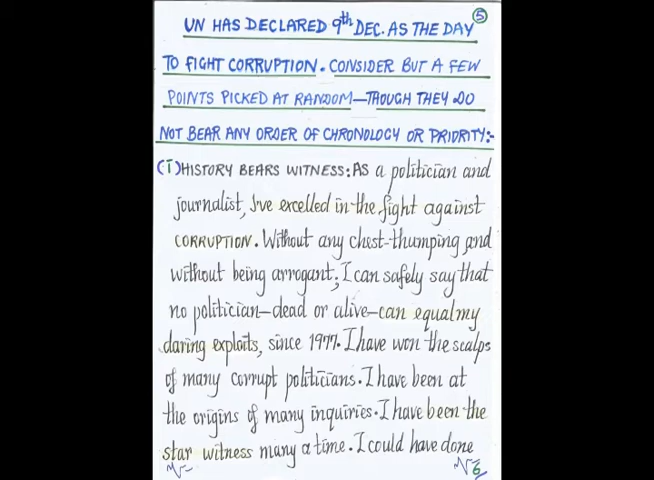 5
UN HAS DECLARED 9th DEC. AS THE DAY
TO FIGHT CORRUPTION. CONSIDER BUT A FEW
POINTS PICKED AT RANDOM—THOUGH THEY DO
NOT BEAR ANY ORDER OF CHRONOLOGY OR PRIORITY:-
(I) HISTORY BEARS WITNESS: AS a politician and
journalist, I've excelled in the fight against
CORRUPTION. Without any chest-thumping and
without being arrogant; I can safely say that
no politician—dead or alive—can equal my
daring exploits, since 1977. I have won the scalps
of many corrupt politicians. I have been at
the origins of many inquiries. I have been the
star witness many a time. I could have done
6